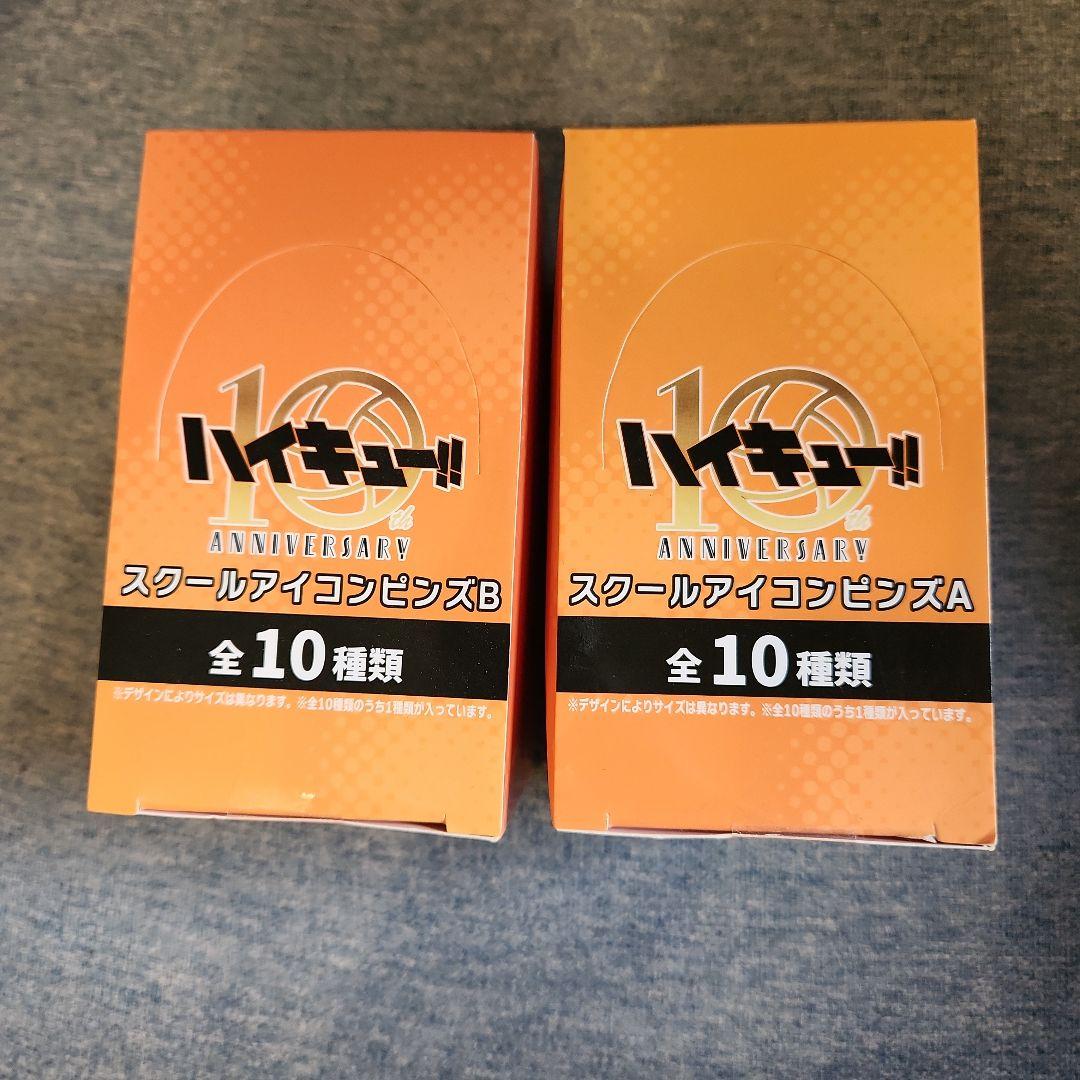 10th
ハイキュー!!
ANNIVERSARY
スクールアイコンピンズB
全10種類
※デザインによりサイズは異なります。※全10種類のうち1種類が入っています。
10th
ハイキュー!!
ANNIVERSARY
スクールアイコンピンズA
全10種類
※デザインによりサイズは異なります。※全10種類のうち1種類が入っています。